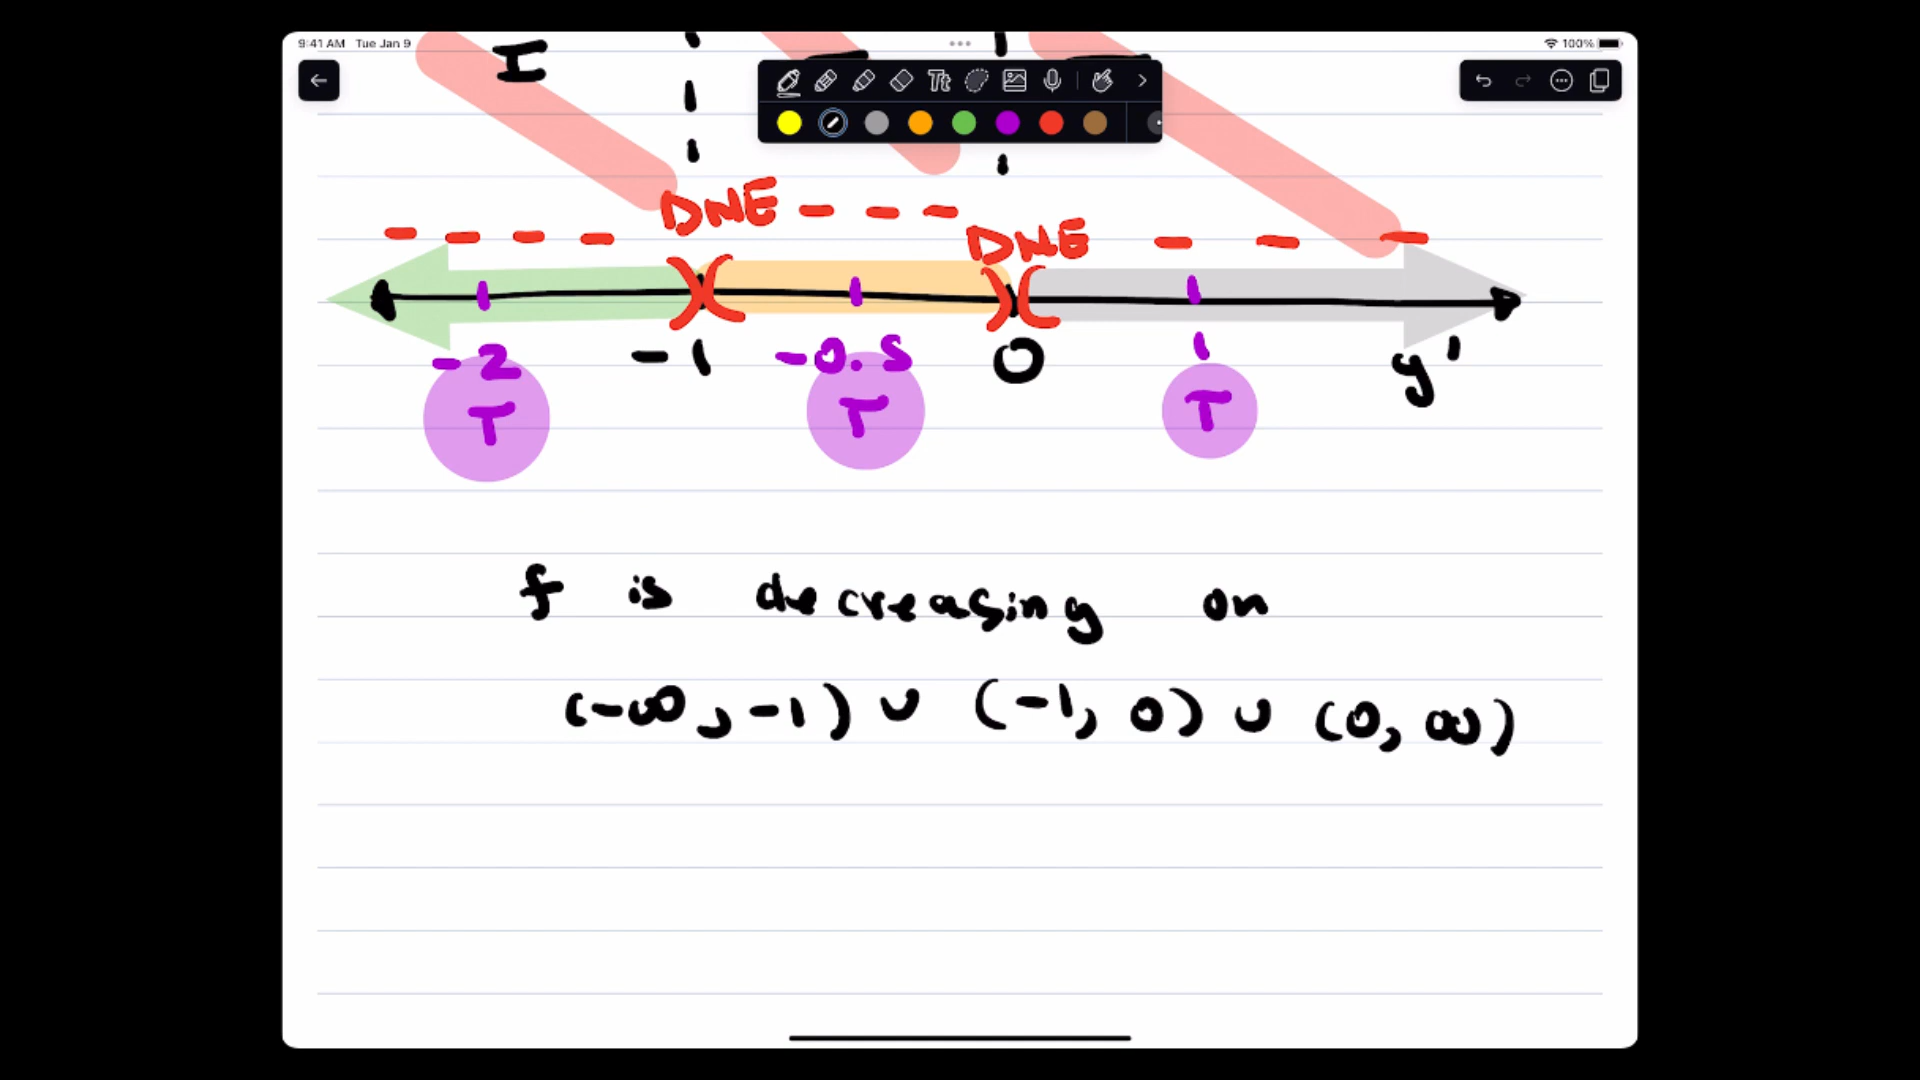 9:41 AM Tue Jan 9
100%
I
Tt
DNE - - -
- - - -
DNE - - -
-2 -1 -0.5 0 1 y'
T T T
f is decreasing on
(-∞, -1) ∪ (-1, 0) ∪ (0, ∞)